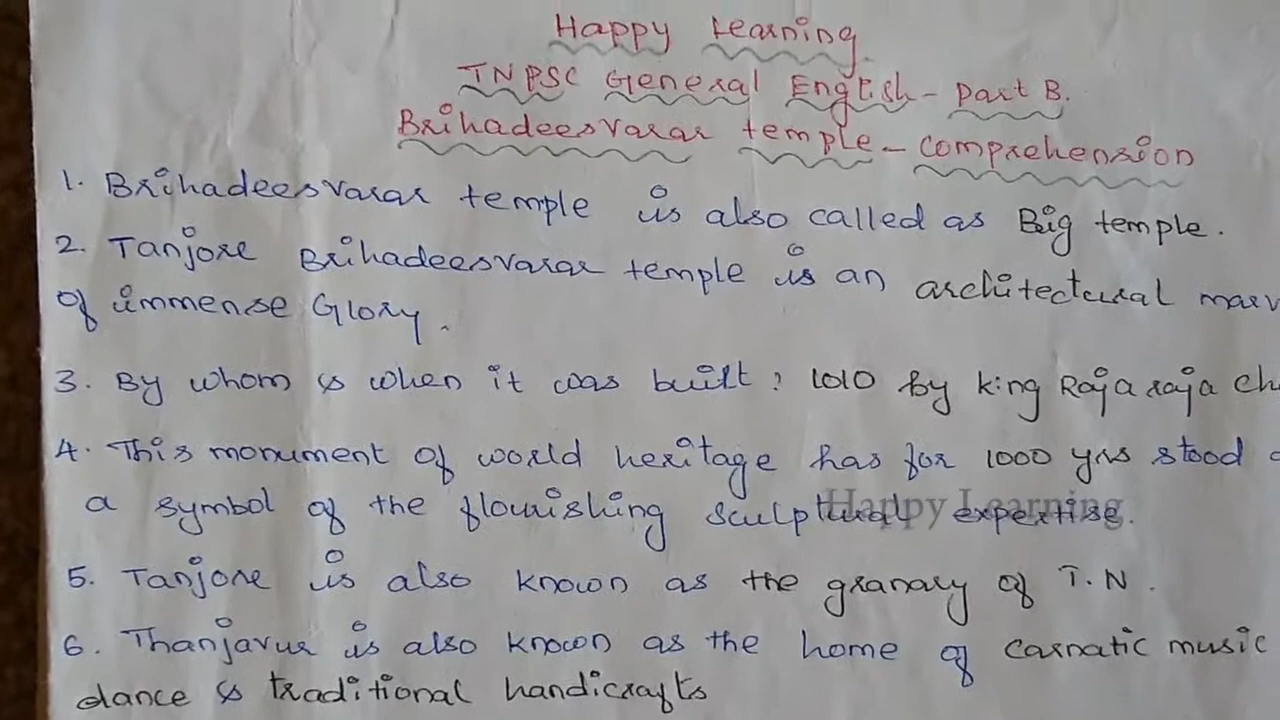 Happy Learning
TNPSC General English - Part B.
Brihadeesvarar temple - Comprehension
1. Brihadeesvarar temple is also called as Big temple.
2. Tanjore Brihadeesvarar temple is an architectural
of immense Glory.
3. By whom & when it was built? 1010 by king Raja raja
4. This monument of world heritage has for 1000 yrs stood
a symbol of the flourishing sculptural expertise.
Happy Learning
5. Tanjore is also known as the granary of T.N.
6. Thanjavur is also known as the home of Carnatic music
dance & traditional handicrafts